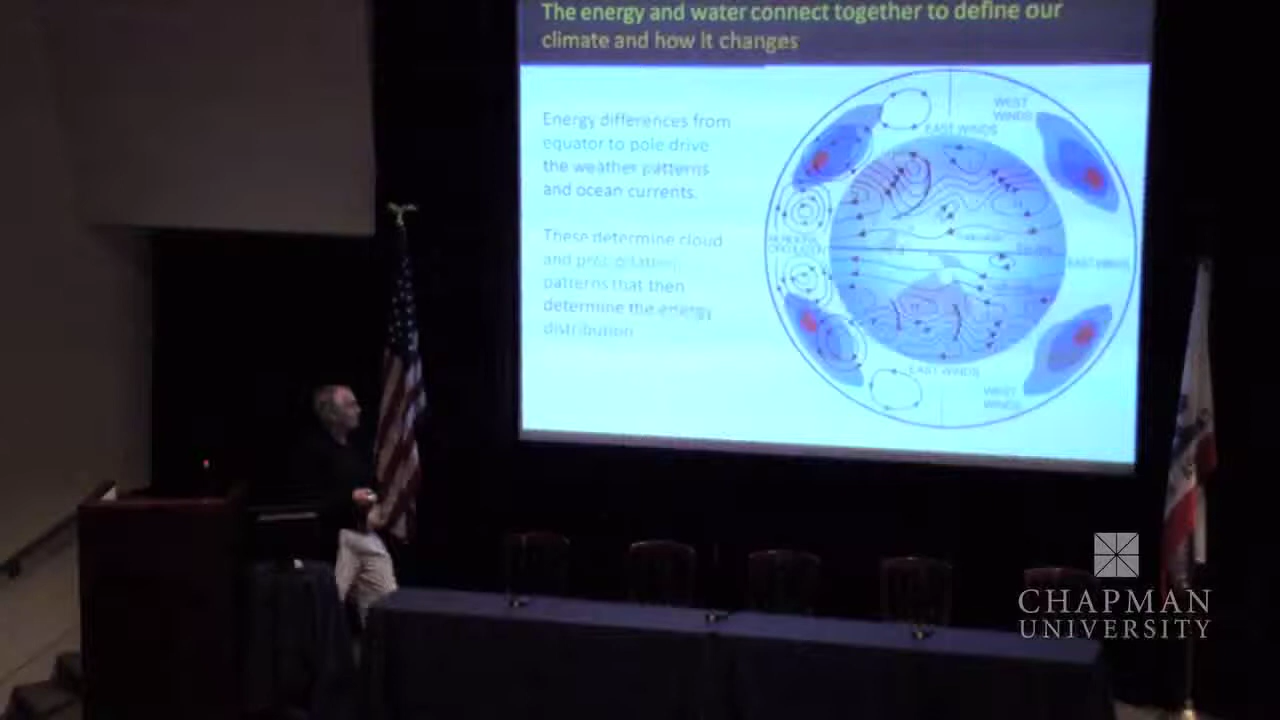 The energy and water connect together to define our
climate and how it changes
Energy differences from
equator to pole drive
the weather patterns
and ocean currents.
These determine cloud
and precipitation
patterns that then
determine the energy
distribution
WEST
WINDS
EAST WINDS
EAST WINDS
EAST WINDS
WEST
WINDS
CHAPMAN
UNIVERSITY